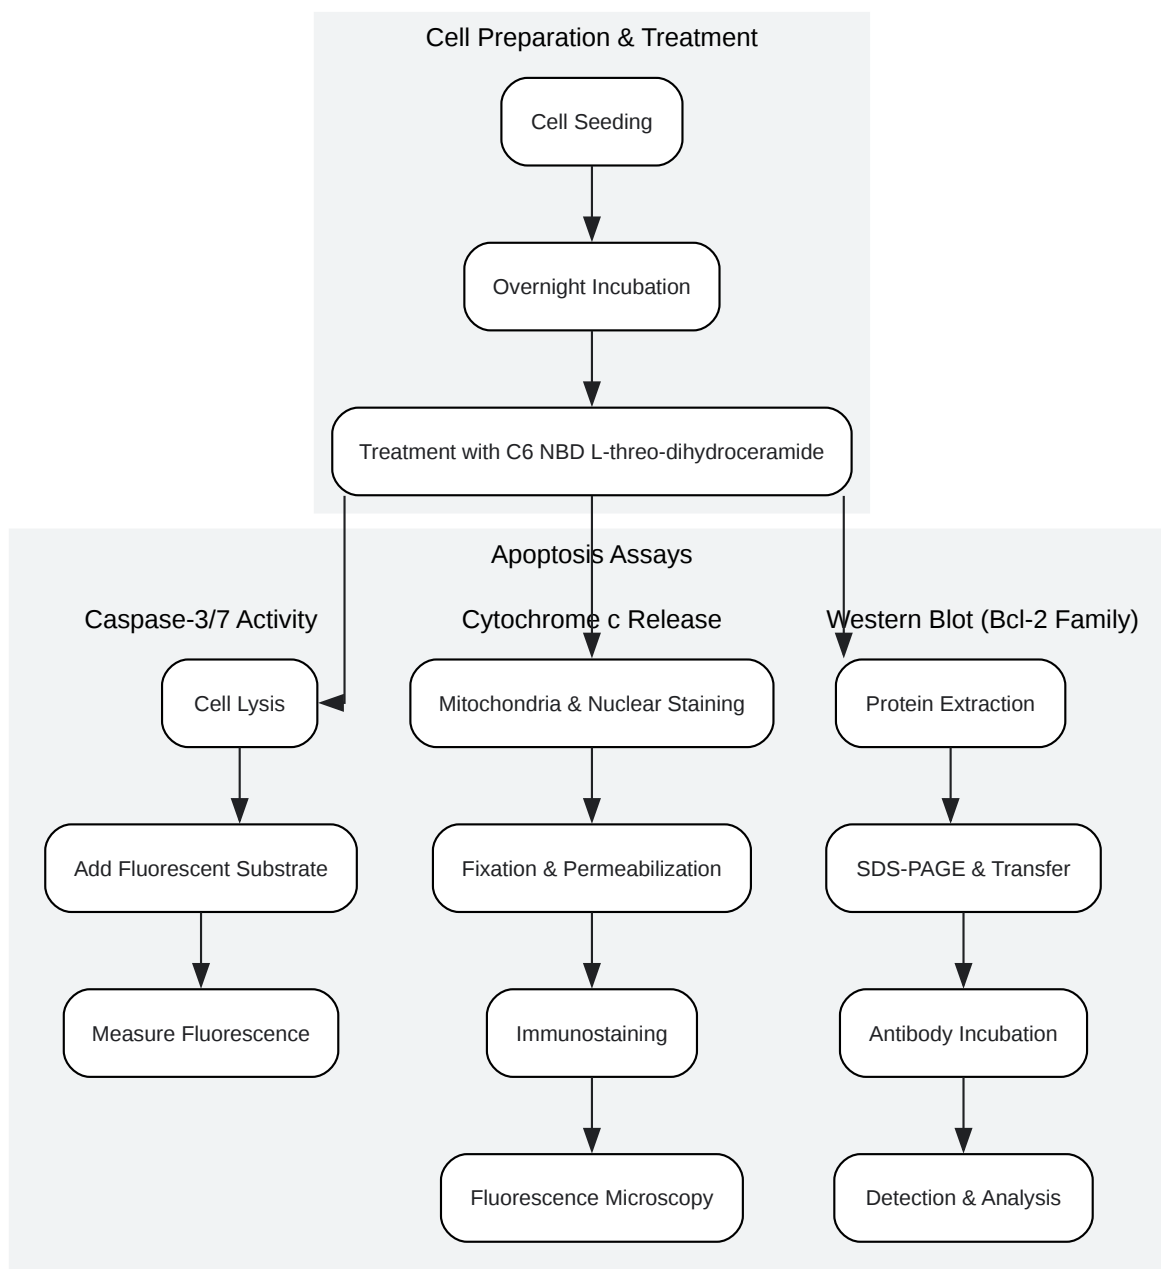 Cell Preparation & Treatment
Cell Seeding
Overnight Incubation
Treatment with C6 NBD L-threo-dihydroceramide
Apoptosis Assays
Caspase-3/7 Activity
Cell Lysis
Add Fluorescent Substrate
Measure Fluorescence
Cytochrome c Release
Mitochondria & Nuclear Staining
Fixation & Permeabilization
Immunostaining
Fluorescence Microscopy
Western Blot (Bcl-2 Family)
Protein Extraction
SDS-PAGE & Transfer
Antibody Incubation
Detection & Analysis